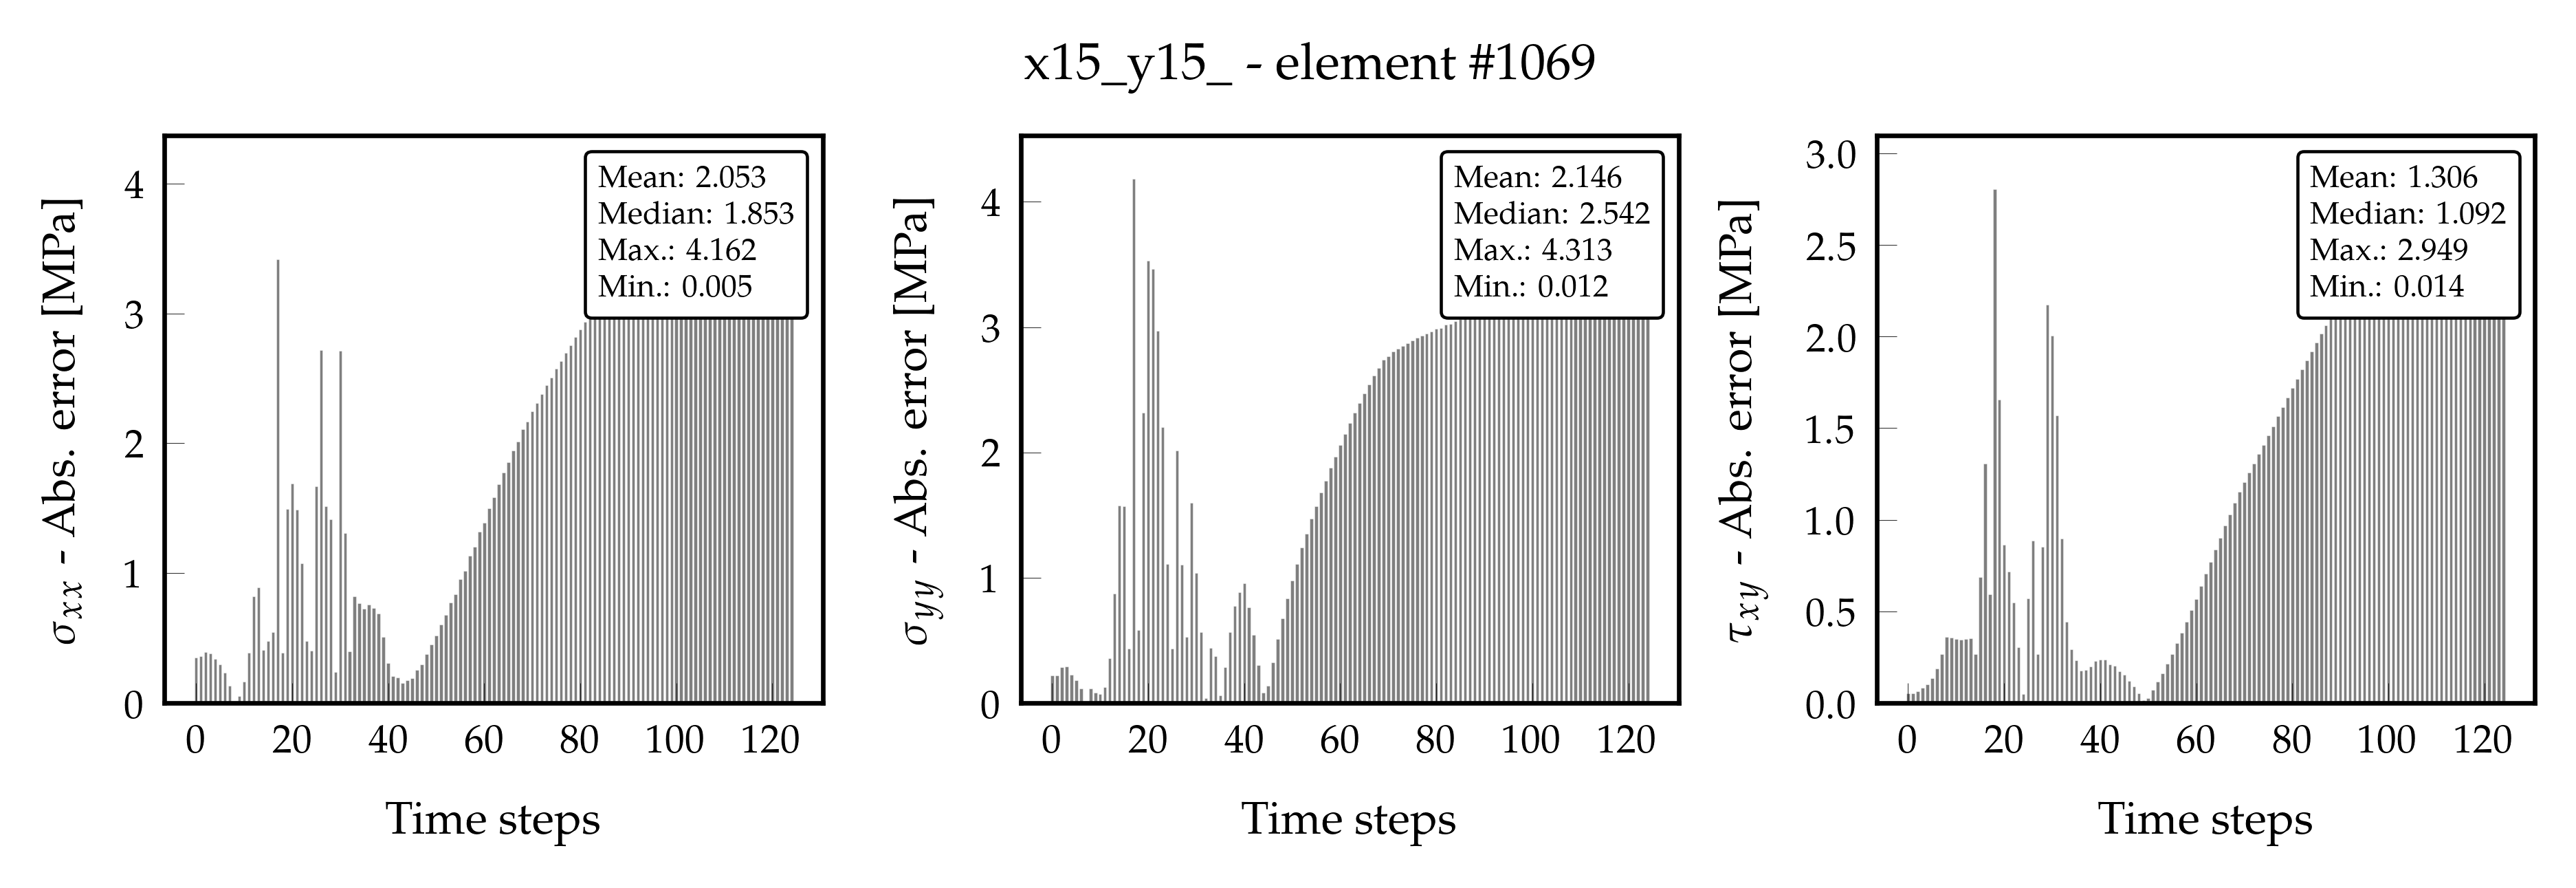 x15_y15_ - element #1069
σxx - Abs. error [MPa]
4
3
2
1
0
0 20 40 60 80 100 120
Time steps
Mean: 2.053
Median: 1.853
Max.: 4.162
Min.: 0.005
σyy - Abs. error [MPa]
4
3
2
1
0
0 20 40 60 80 100 120
Time steps
Mean: 2.146
Median: 2.542
Max.: 4.313
Min.: 0.012
τxy - Abs. error [MPa]
3.0
2.5
2.0
1.5
1.0
0.5
0.0
0 20 40 60 80 100 120
Time steps
Mean: 1.306
Median: 1.092
Max.: 2.949
Min.: 0.014